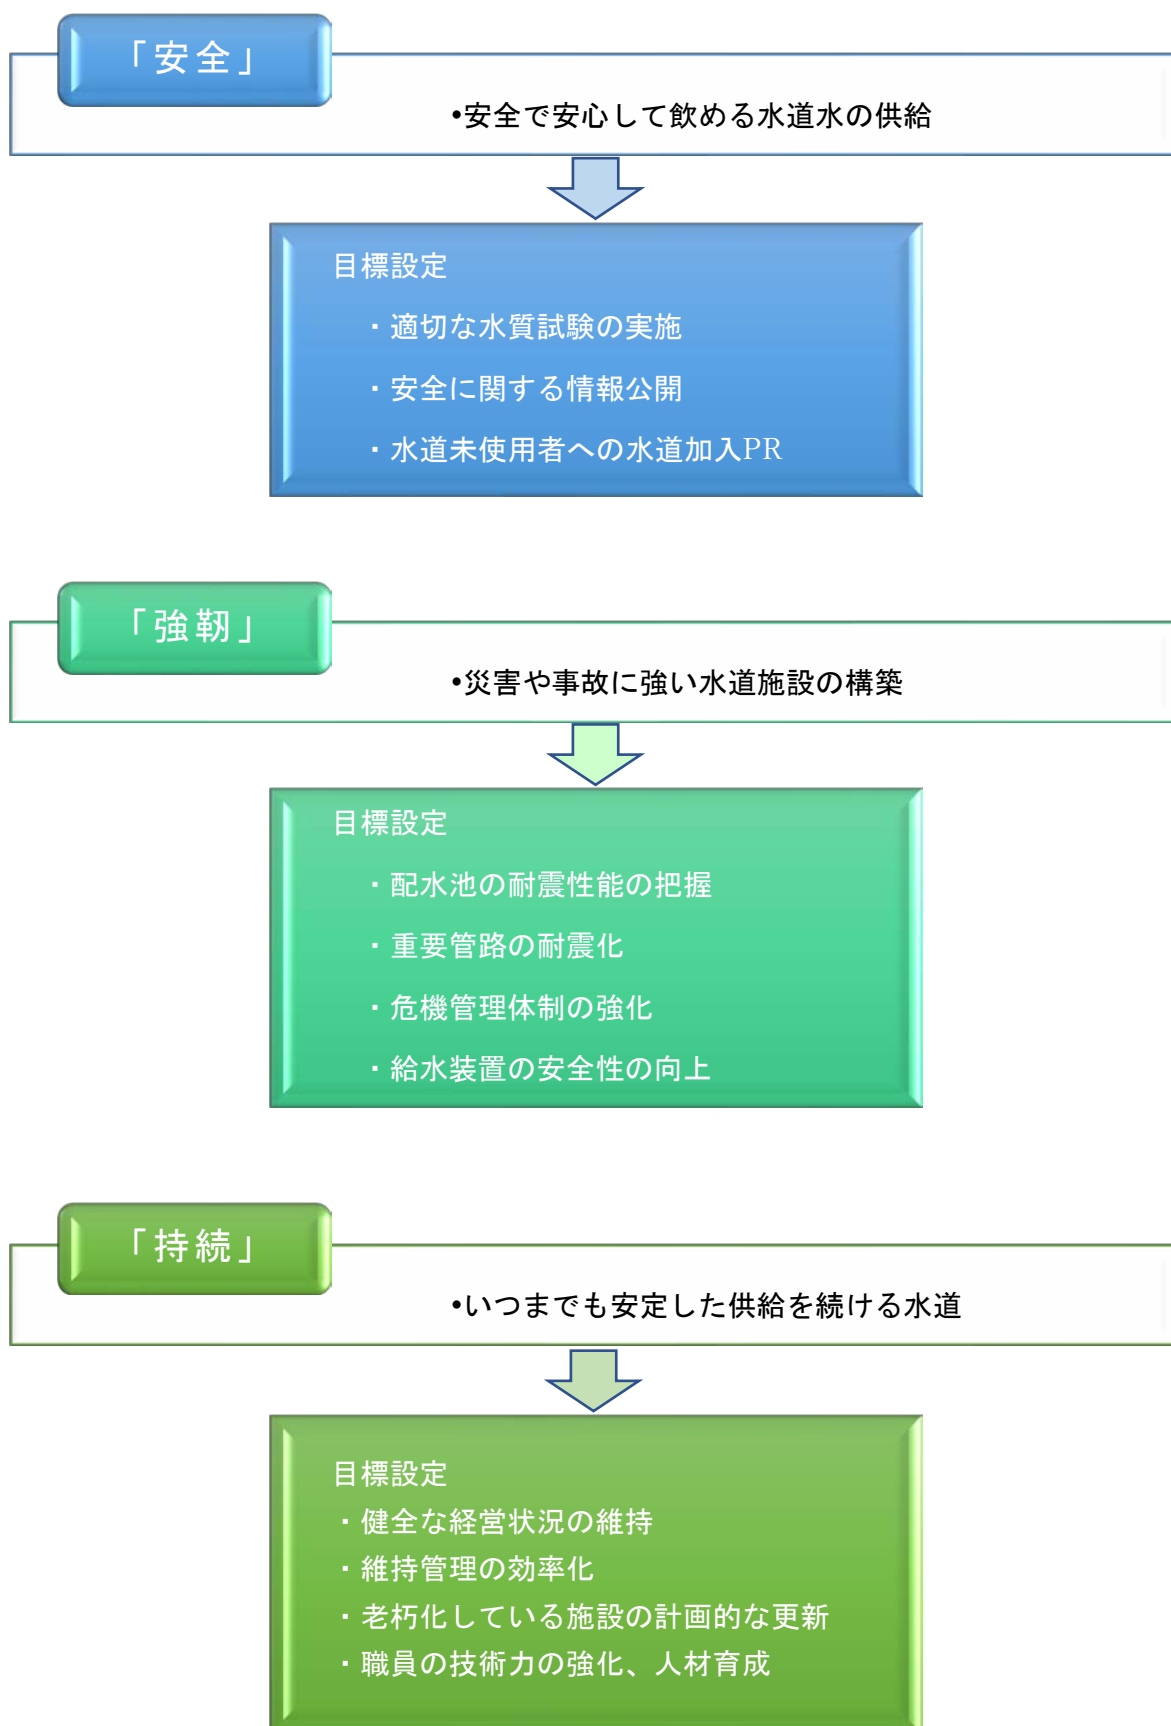 「安全」
•安全で安心して飲める水道水の供給
目標設定
・適切な水質試験の実施
・安全に関する情報公開
・水道未使用者への水道加入PR
「強靭」
•災害や事故に強い水道施設の構築
目標設定
・配水池の耐震性能の把握
・重要管路の耐震化
・危機管理体制の強化
・給水装置の安全性の向上
「持続」
•いつまでも安定した供給を続ける水道
目標設定
・健全な経営状況の維持
・維持管理の効率化
・老朽化している施設の計画的な更新
・職員の技術力の強化、人材育成